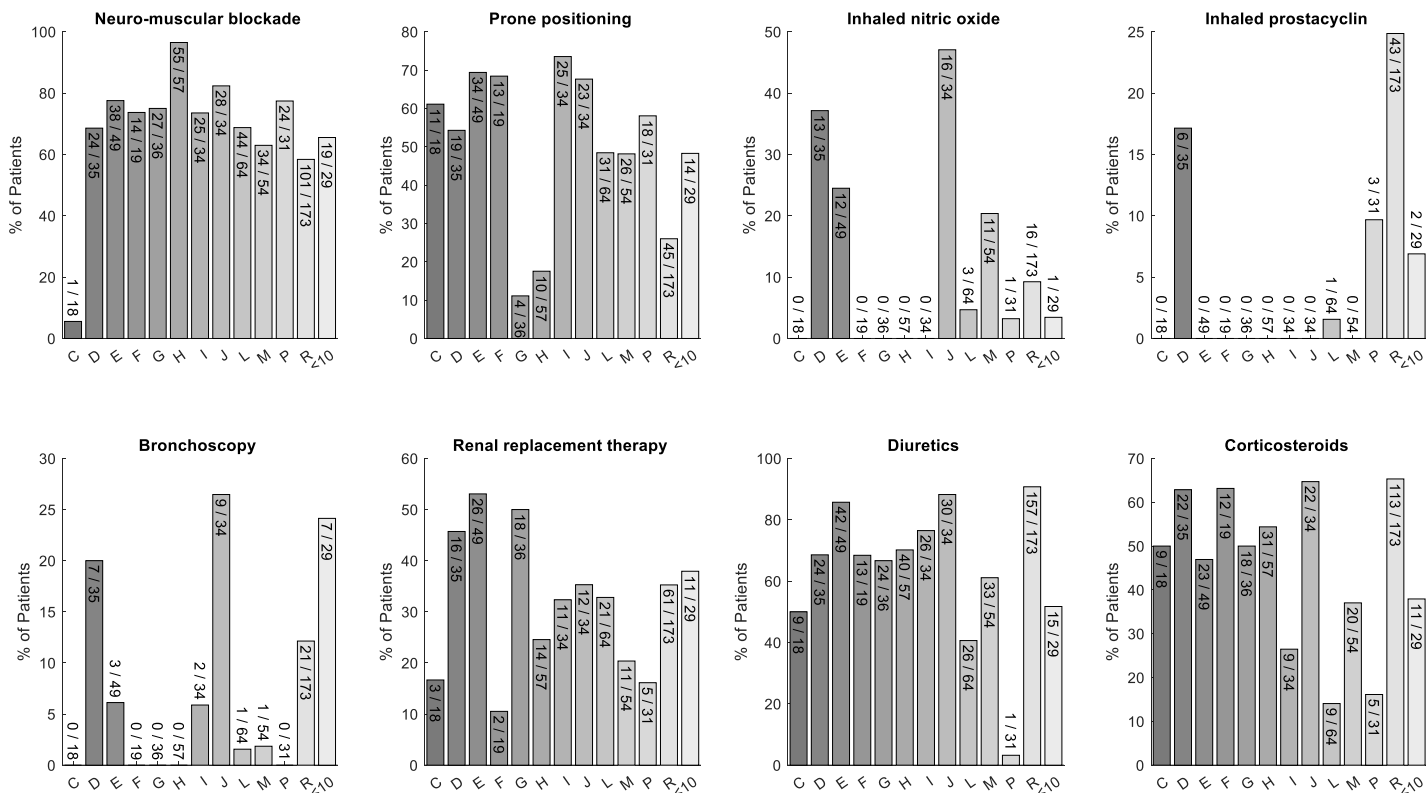 Neuro-muscular blockade
% of Patients
100
80
60
40
20
0
1 / 18
24 / 35
38 / 49
14 / 19
27 / 36
55 / 57
25 / 34
28 / 34
44 / 64
34 / 54
24 / 31
101 / 173
19 / 29
C D E F G H I J L M P R <10
Prone positioning
% of Patients
80
70
60
50
40
30
20
10
0
11 / 18
19 / 35
34 / 49
13 / 19
4 / 36
10 / 57
25 / 34
23 / 34
31 / 64
26 / 54
18 / 31
45 / 173
14 / 29
C D E F G H I J L M P R <10
Inhaled nitric oxide
% of Patients
50
40
30
20
10
0
0 / 18
13 / 35
12 / 49
0 / 19
0 / 36
0 / 57
0 / 34
16 / 34
3 / 64
11 / 54
1 / 31
16 / 173
1 / 29
C D E F G H I J L M P R <10
Inhaled prostacyclin
% of Patients
25
20
15
10
5
0
0 / 18
6 / 35
0 / 49
0 / 19
0 / 36
0 / 57
0 / 34
0 / 34
1 / 64
0 / 54
3 / 31
43 / 173
2 / 29
C D E F G H I J L M P R <10
Bronchoscopy
% of Patients
30
25
20
15
10
5
0
0 / 18
7 / 35
3 / 49
0 / 19
0 / 36
0 / 57
2 / 34
9 / 34
1 / 64
1 / 54
0 / 31
21 / 173
7 / 29
C D E F G H I J L M P R <10
Renal replacement therapy
% of Patients
60
50
40
30
20
10
0
3 / 18
16 / 35
26 / 49
2 / 19
18 / 36
14 / 57
11 / 34
12 / 34
21 / 64
11 / 54
5 / 31
61 / 173
11 / 29
C D E F G H I J L M P R <10
Diuretics
% of Patients
100
80
60
40
20
0
9 / 18
24 / 35
42 / 49
13 / 19
24 / 36
40 / 57
26 / 34
30 / 34
26 / 64
33 / 54
1 / 31
157 / 173
15 / 29
C D E F G H I J L M P R <10
Corticosteroids
% of Patients
70
60
50
40
30
20
10
0
9 / 18
22 / 35
23 / 49
12 / 19
18 / 36
31 / 57
9 / 34
22 / 34
9 / 64
20 / 54
5 / 31
113 / 173
11 / 29
C D E F G H I J L M P R <10